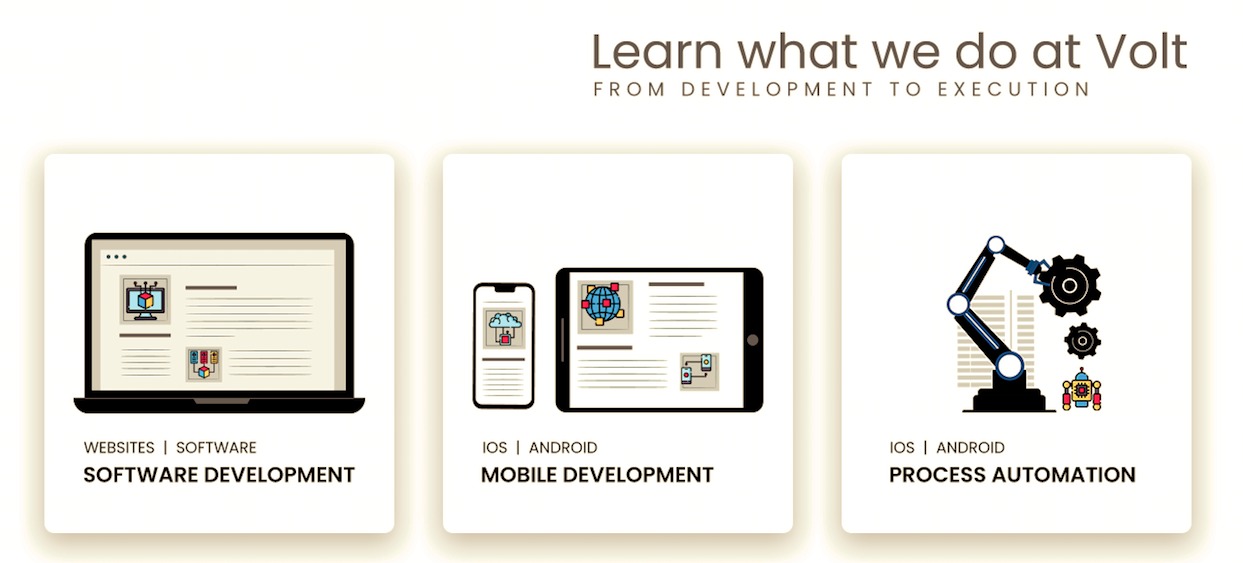 Learn what we do at Volt
FROM DEVELOPMENT TO EXECUTION
WEBSITES | SOFTWARE
SOFTWARE DEVELOPMENT
IOS | ANDROID
MOBILE DEVELOPMENT
IOS | ANDROID
PROCESS AUTOMATION